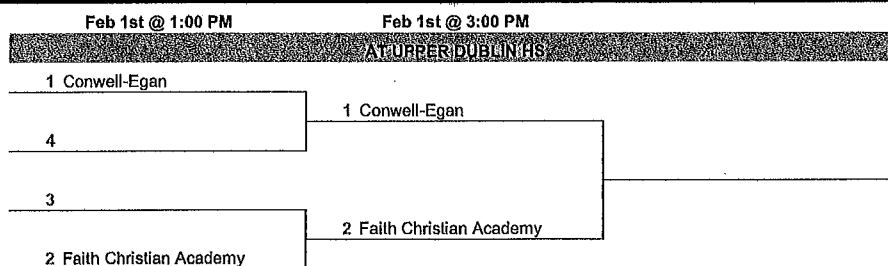 Feb 1st @ 1:00 PM Feb 1st @ 3:00 PM
AT UPPER DUBLIN HS
1 Conwell-Egan
1 Conwell-Egan
4
3
2 Faith Christian Academy
2 Faith Christian Academy